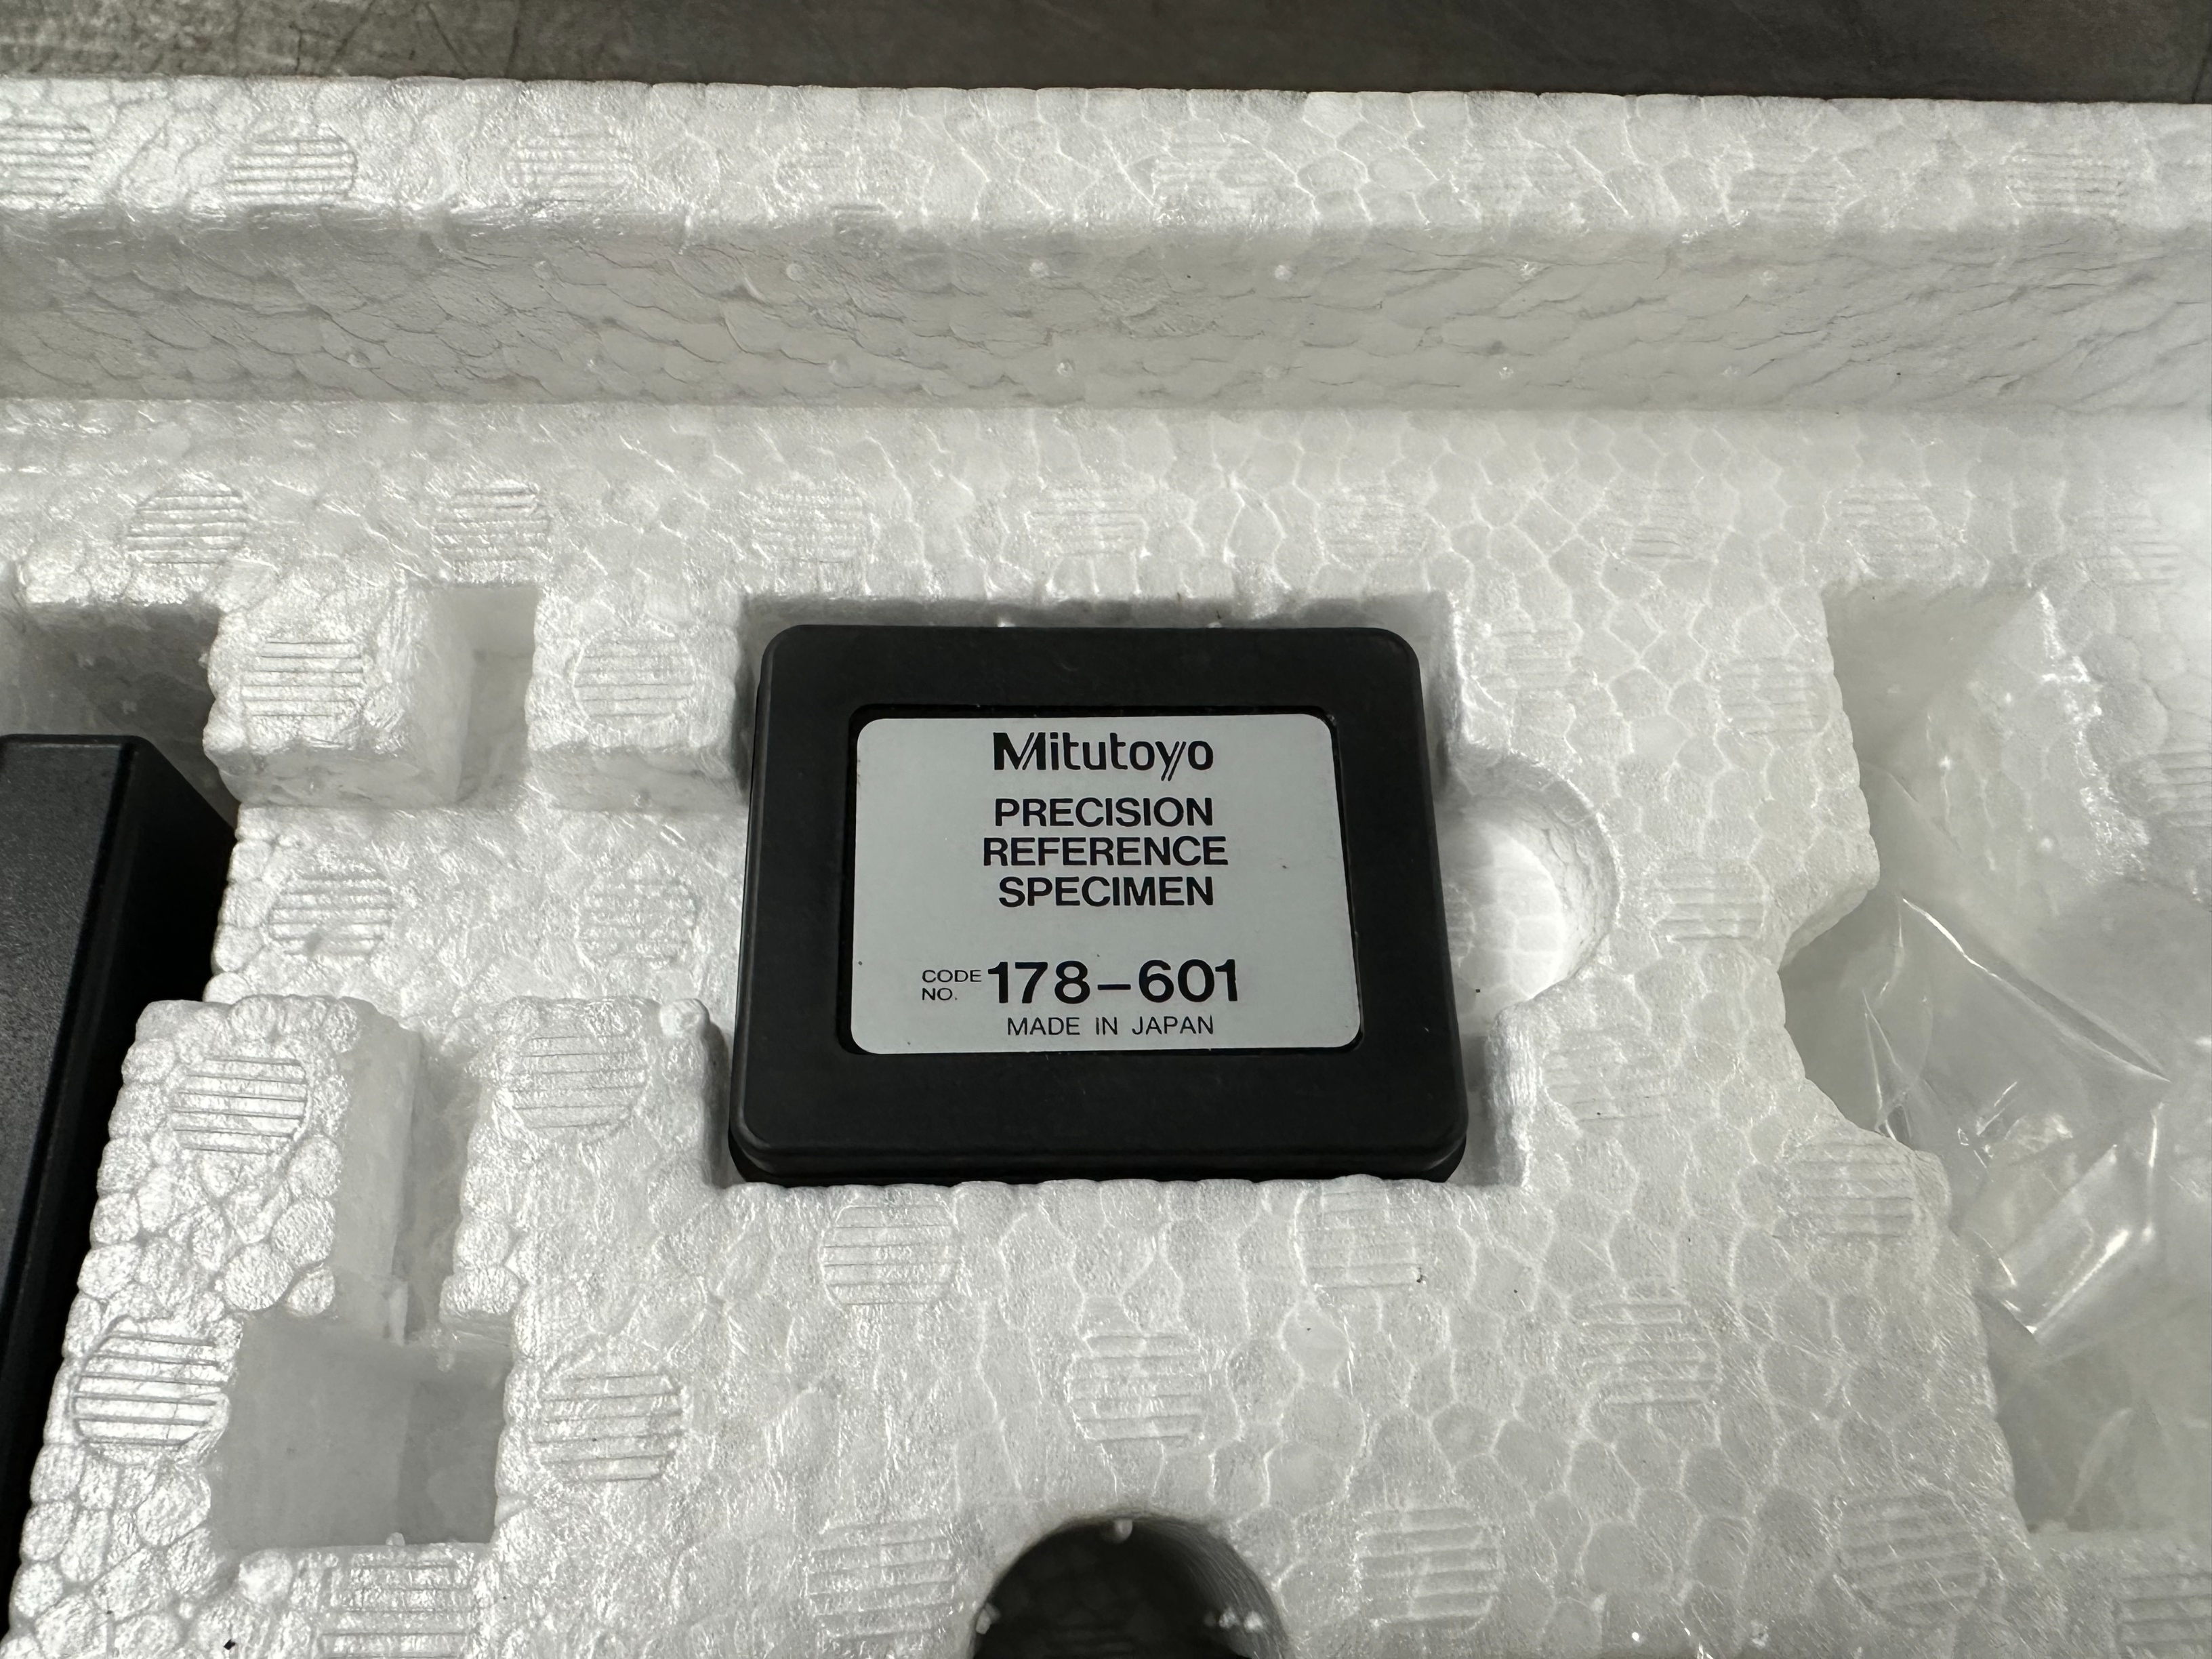 Mitutoyo
PRECISION
REFERENCE
SPECIMEN
CODE NO. 178-601
MADE IN JAPAN